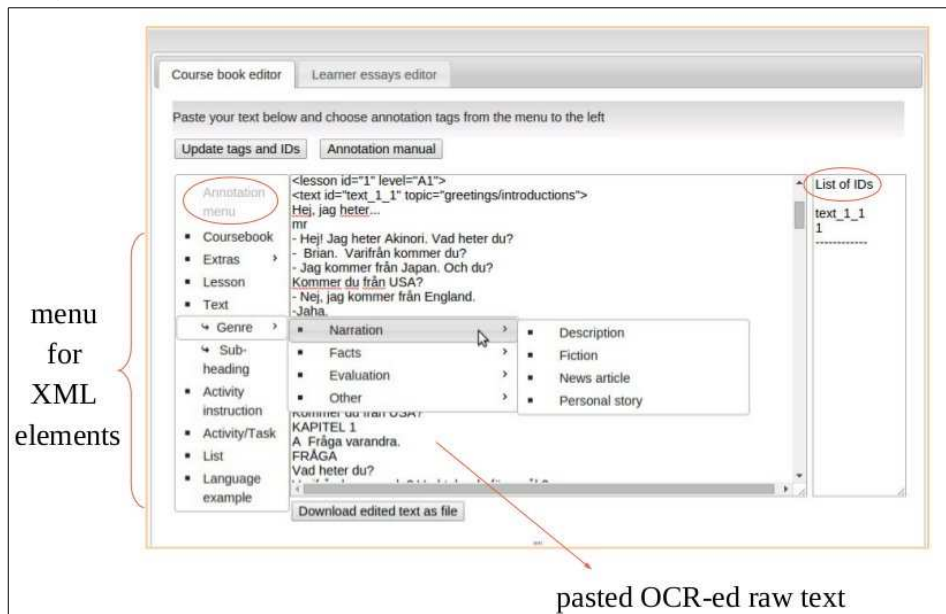 Course book editor
Learner essays editor
Paste your text below and choose annotation tags from the menu to the left
Update tags and IDs
Annotation manual
Annotation
menu
Coursebook
Extras
Lesson
Text
↳ Genre
↳ Sub-
heading
Activity
instruction
Activity/Task
List
Language
example
<lesson id="1" level="A1">
<text id="text_1_1" topic="greetings/introductions">
Hej, jag heter...
mr
- Hej! Jag heter Akinori. Vad heter du?
- Brian. Varifrån kommer du?
- Jag kommer från Japan. Och du?
Kommer du från USA?
- Nej, jag kommer från England.
-Jaha.
Narration
Facts
Evaluation
Other
Description
Fiction
News article
Personal story
Kommer du från USA?
KAPITEL 1
A Fråga varandra.
FRÅGA
Vad heter du?
List of IDs
text_1_1
1
------------
Download edited text as file
menu
for
XML
elements
pasted OCR-ed raw text